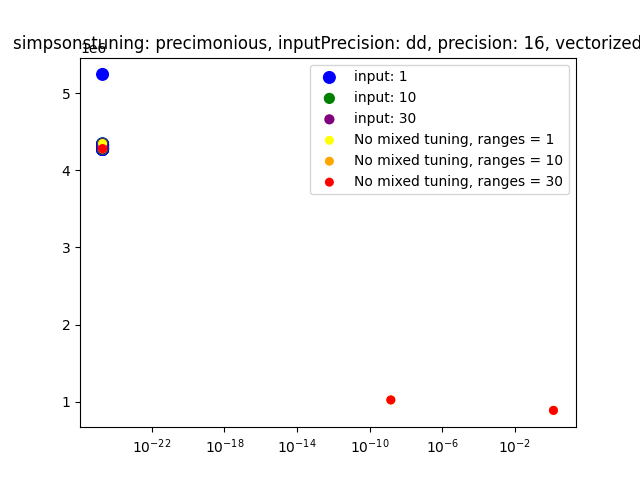 simpsonstuning: precimonious, inputPrecision: dd, precision: 16, vectorized
1e6
input: 1
input: 10
input: 30
No mixed tuning, ranges = 1
No mixed tuning, ranges = 10
No mixed tuning, ranges = 30
5
4
3
2
1
10⁻²² 10⁻¹⁸ 10⁻¹⁴ 10⁻¹⁰ 10⁻⁶ 10⁻²